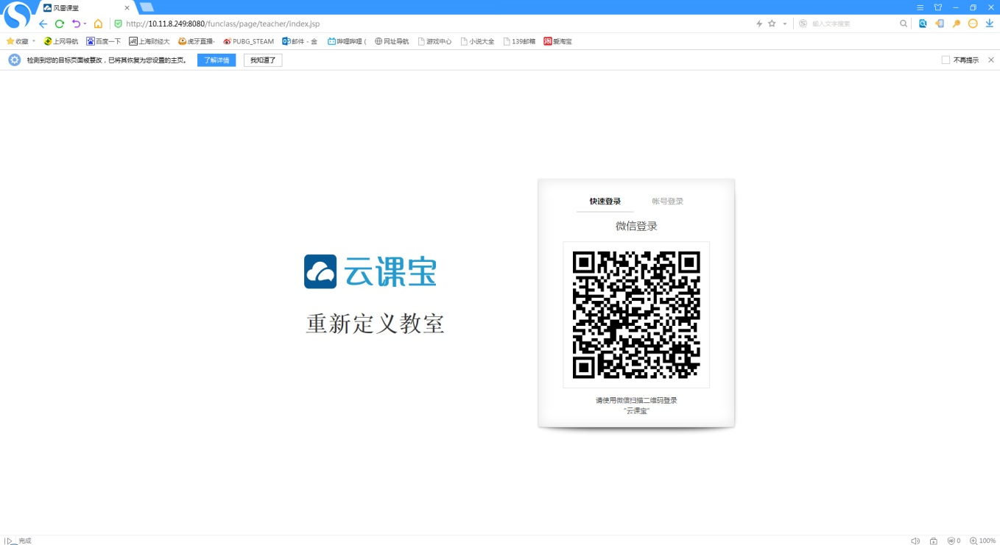 风雷课堂
http://10.11.8.249:8080/funclass/page/teacher/index.jsp
输入文字搜索
收藏 上网导航 百度一下 上海财经大 虎牙直播- PUBG_STEAM 邮件 - 金 哔哩哔哩 ( 网址导航 游戏中心 小说大全 139邮箱 爱淘宝
检测到您的目标页面被篡改，已将其恢复为您设置的主页。 了解详情 我知道了 不再提示
快速登录 帐号登录
微信登录
云课宝
重新定义教室
请使用微信扫描二维码登录
“云课宝”
完成 0 100%